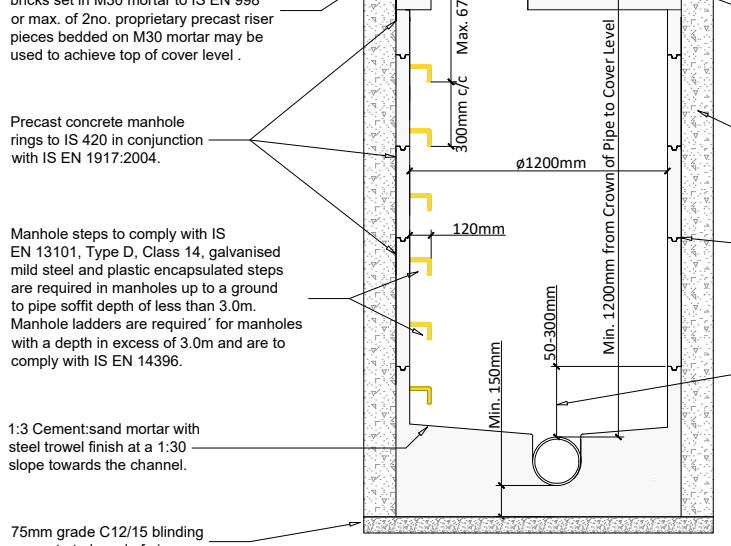 bricks set in M30 mortar to IS EN 998
or max. of 2no. proprietary precast riser
pieces bedded on M30 mortar may be
used to achieve top of cover level .
Precast concrete manhole
rings to IS 420 in conjunction
with IS EN 1917:2004.
Manhole steps to comply with IS
EN 13101, Type D, Class 14, galvanised
mild steel and plastic encapsulated steps
are required in manholes up to a ground
to pipe soffit depth of less than 3.0m.
Manhole ladders are required´ for manholes
with a depth in excess of 3.0m and are to
comply with IS EN 14396.
1:3 Cement:sand mortar with
steel trowel finish at a 1:30
slope towards the channel.
75mm grade C12/15 blinding
Max. 67
300mm c/c
ø1200mm
120mm
Min. 1200mm from Crown of Pipe to Cover Level
50-300mm
Min. 150mm